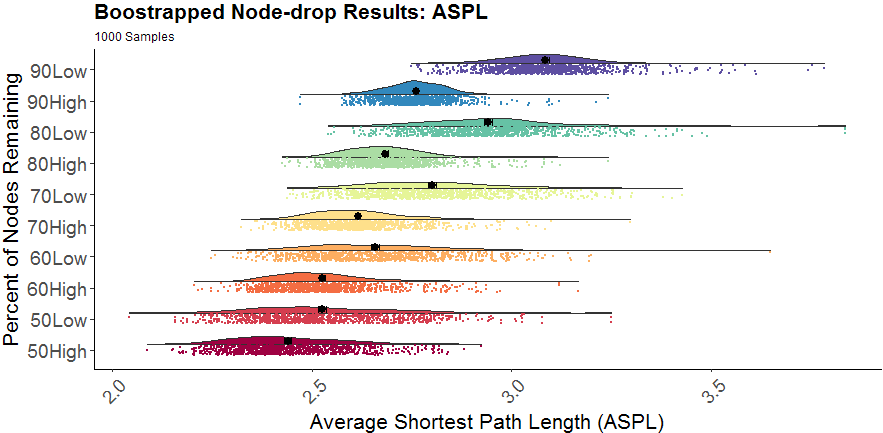 Boostrapped Node-drop Results: ASPL
1000 Samples
Percent of Nodes Remaining
90Low
90High
80Low
80High
70Low
70High
60Low
60High
50Low
50High
2.0
2.5
3.0
3.5
Average Shortest Path Length (ASPL)